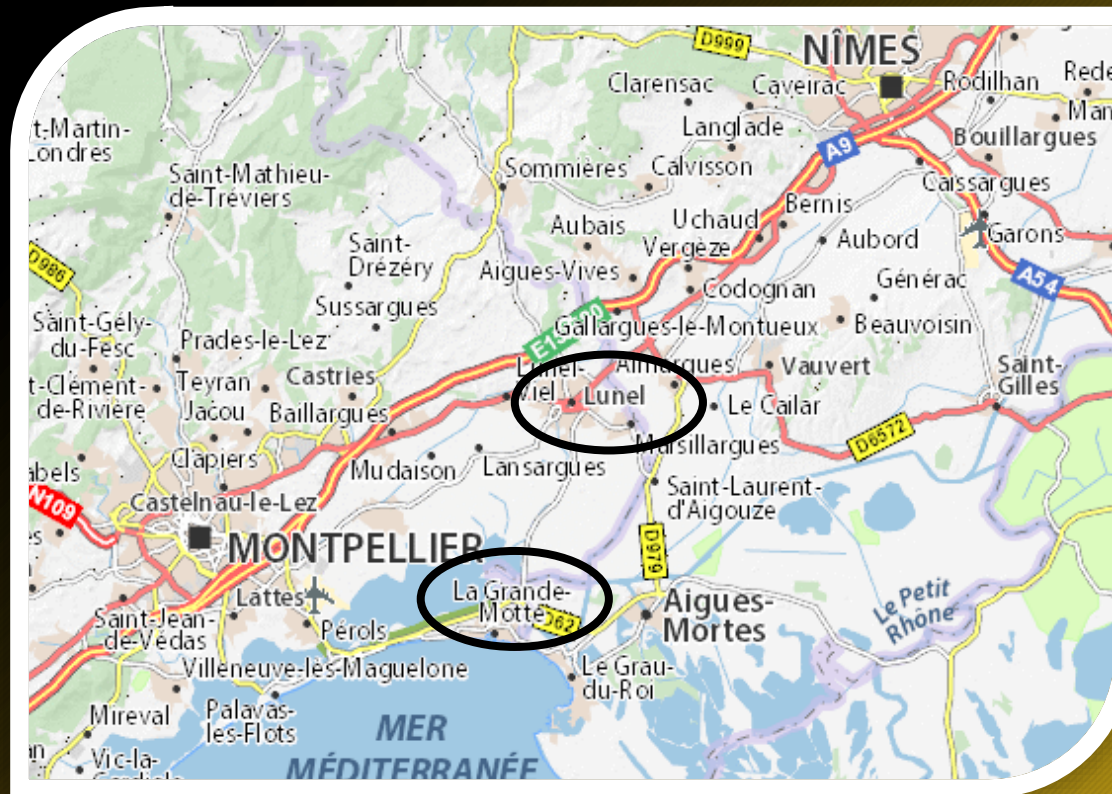 D999
NÎMES
Clarensac
Caveirac
Rodilhan
Rede
Man
Langlade
Bouillargues
t-Martin-
Londres
A9
Saint-Mathieu-
de-Tréviers
Sommières
Calvisson
Caissargues
Bernis
Uchaud
Aubais
Vergèze
Aubord
Garons
Saint-
Drézéry
D986
Aigues-Vives
Codognan
Générac
A54
Sussargues
Gallargues-le-Montueux
Beauvoisin
Saint-Gély-
du-Fesc
Prades-le-Lez
Lunel-
Viel
Aimargues
Vauvert
Saint-
Gilles
t-Clément-
de-Rivière
Teyran
Castries
Jacou
Baillargues
Lunel
Le Cailar
D6572
Marsillargues
abels
Clapiers
Mudaison
Lansargues
N109
Castelnau-le-Lez
Saint-Laurent-
d'Aigouze
es
MONTPELLIER
D979
La Grande-
Motte
D62
Lattes
Aigues-
Mortes
Le Petit
Rhône
Saint-Jean-
de-Védas
Pérols
Villeneuve-lès-Maguelone
Le Grau-
du-Roi
Mireval
Palavas-
les-Flots
MER
MÉDITERRANÉE
Vic-la-